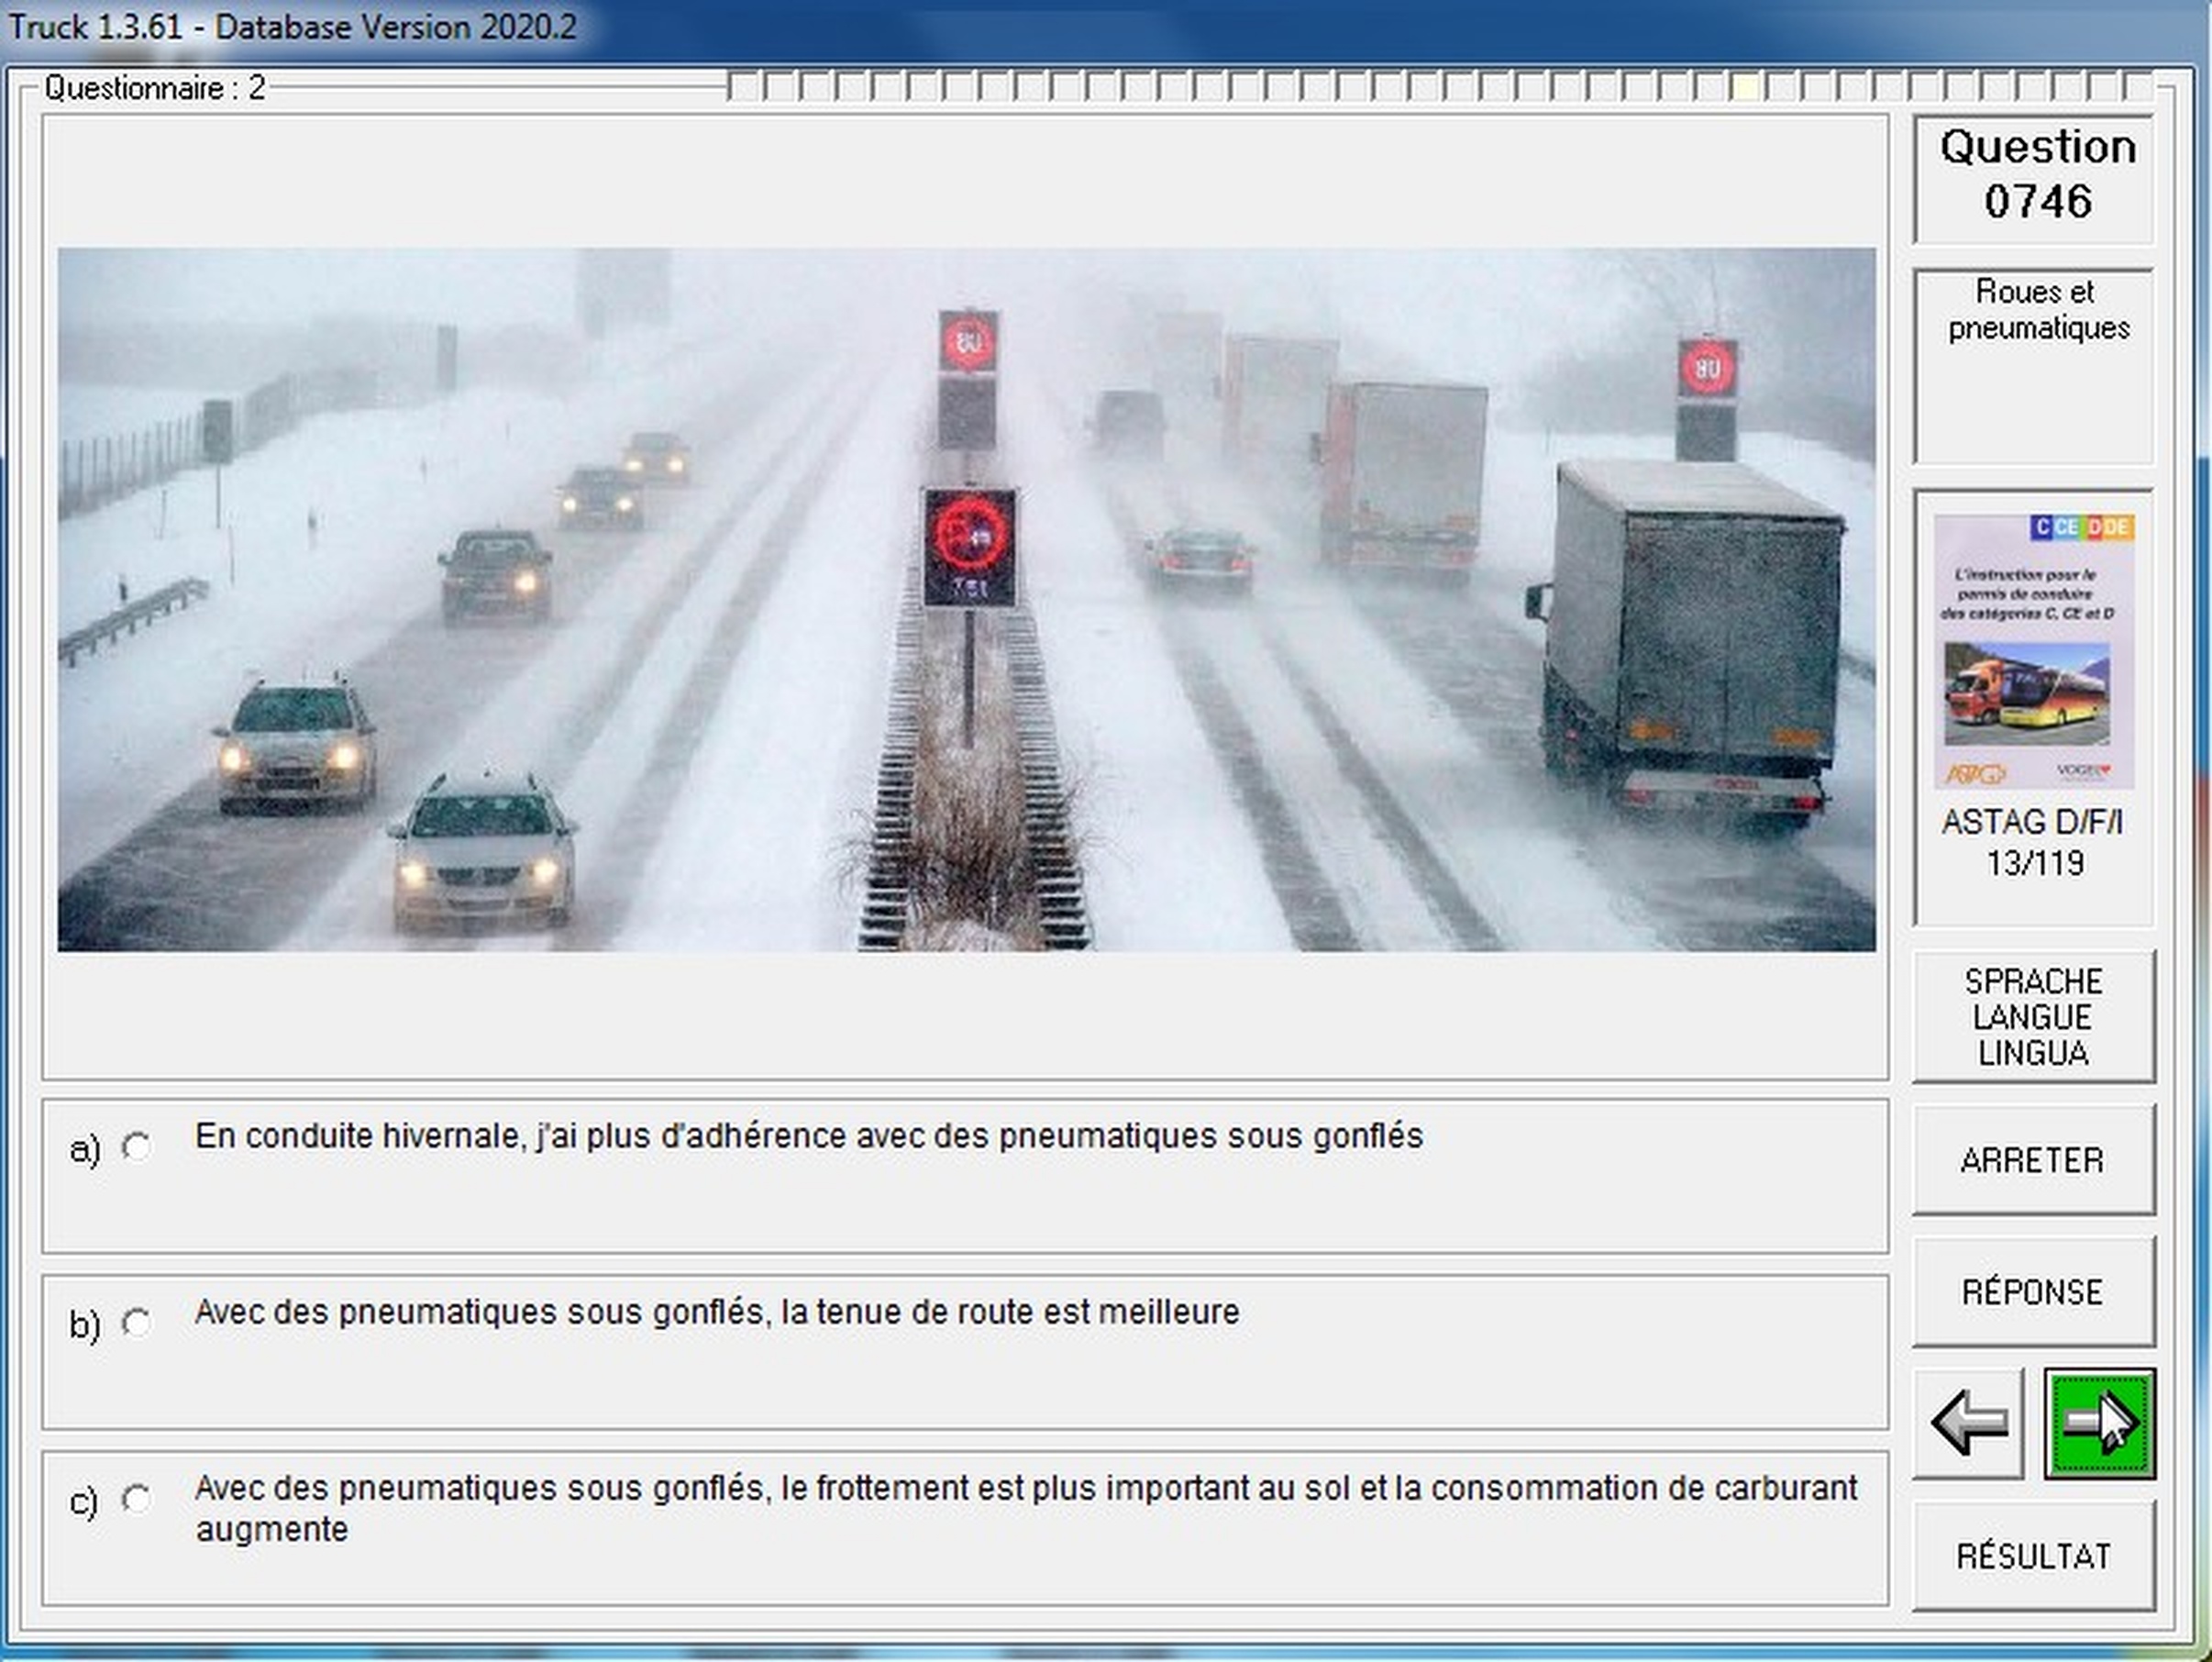 Truck 1.3.61 - Database Version 2020.2
Questionnaire : 2
Question
0746
Roues et
pneumatiques
80
80
C CE D DE
L'instruction pour le
permis de conduire
des catégories C, CE et D
ASTAG
VOGEL
ASTAG D/F/I
13/119
SPRACHE
LANGUE
LINGUA
a) En conduite hivernale, j'ai plus d'adhérence avec des pneumatiques sous gonflés
ARRETER
b) Avec des pneumatiques sous gonflés, la tenue de route est meilleure
RÉPONSE
c) Avec des pneumatiques sous gonflés, le frottement est plus important au sol et la consommation de carburant
augmente
RÉSULTAT